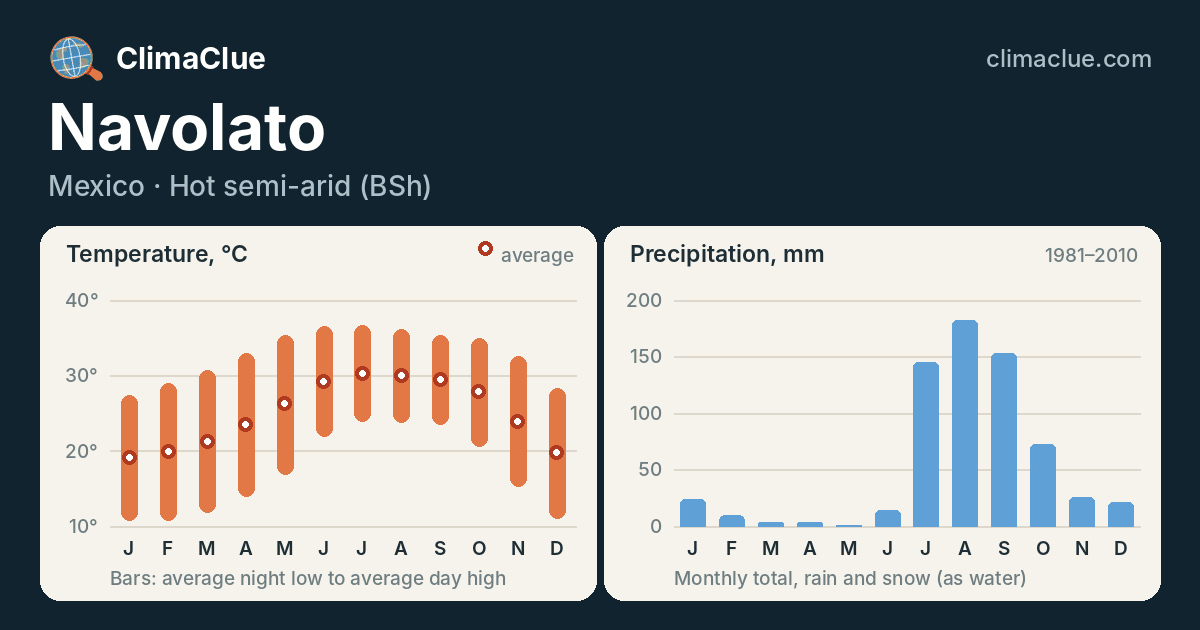 ClimaClue
climaclue.com
Navolato
Mexico · Hot semi-arid (BSh)
Temperature, °C
average
40°
30°
20°
10°
J F M A M J J A S O N D
Bars: average night low to average day high
Precipitation, mm
1981–2010
200
150
100
50
0
J F M A M J J A S O N D
Monthly total, rain and snow (as water)